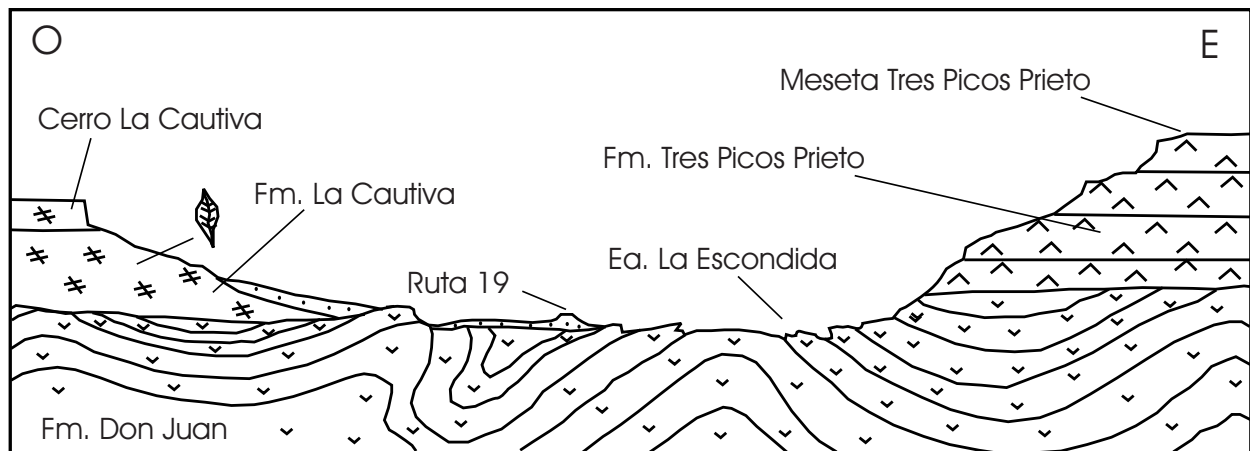 O
E
Meseta Tres Picos Prieto
Cerro La Cautiva
Fm. Tres Picos Prieto
Fm. La Cautiva
Ea. La Escondida
Ruta 19
Fm. Don Juan